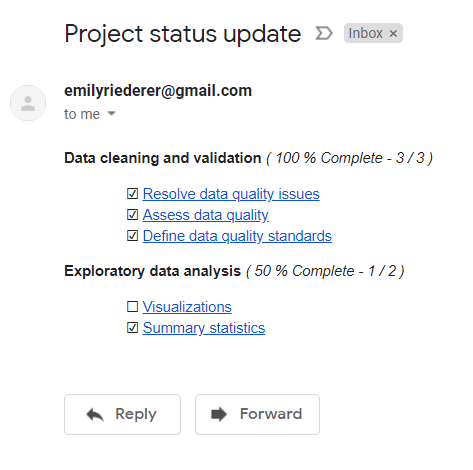 Project status update Inbox ×
emilyriederer@gmail.com
to me
Data cleaning and validation ( 100 % Complete - 3 / 3 )
☑ Resolve data quality issues
☑ Assess data quality
☑ Define data quality standards
Exploratory data analysis ( 50 % Complete - 1 / 2 )
☐ Visualizations
☑ Summary statistics
Reply Forward